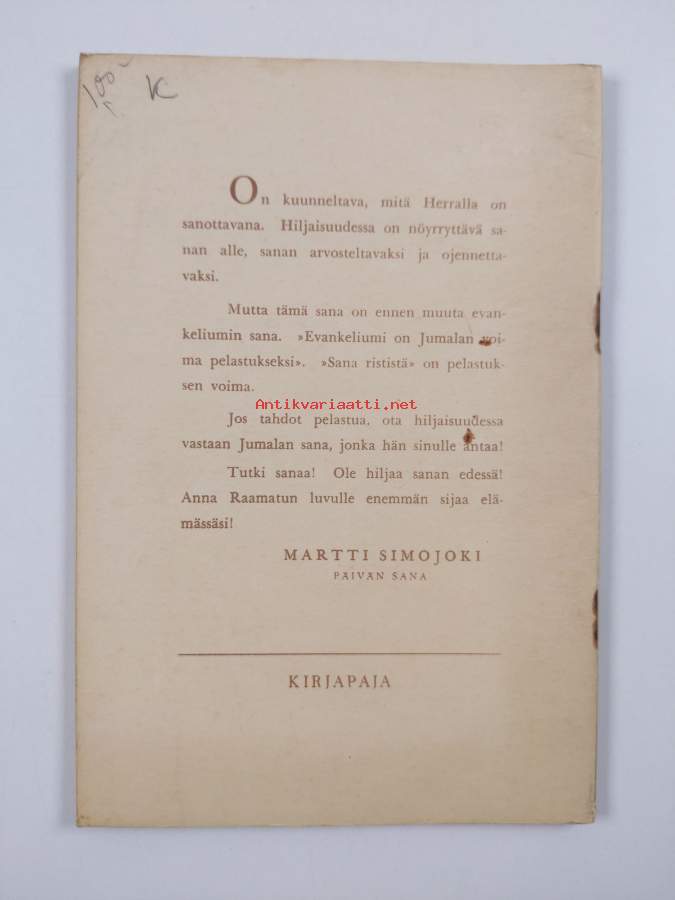 100-
K
On kuunneltava, mitä Herralla on
sanottavana. Hiljaisuudessa on nöyrryttävä sa-
nan alle, sanan arvosteltavaksi ja ojennetta-
vaksi.
Mutta tämä sana on ennen muuta evan-
keliumin sana. »Evankeliumi on Jumalan voi-
ma pelastukseksi». »Sana rististä» on pelastuk-
sen voima.
Antikvariaatti.net
Jos tahdot pelastua, ota hiljaisuudessa
vastaan Jumalan sana, jonka hän sinulle antaa!
Tutki sanaa! Ole hiljaa sanan edessä!
Anna Raamatun luvulle enemmän sijaa elä-
mässäsi!
MARTTI SIMOJOKI
PÄIVÄN SANA
KIRJAPAJA